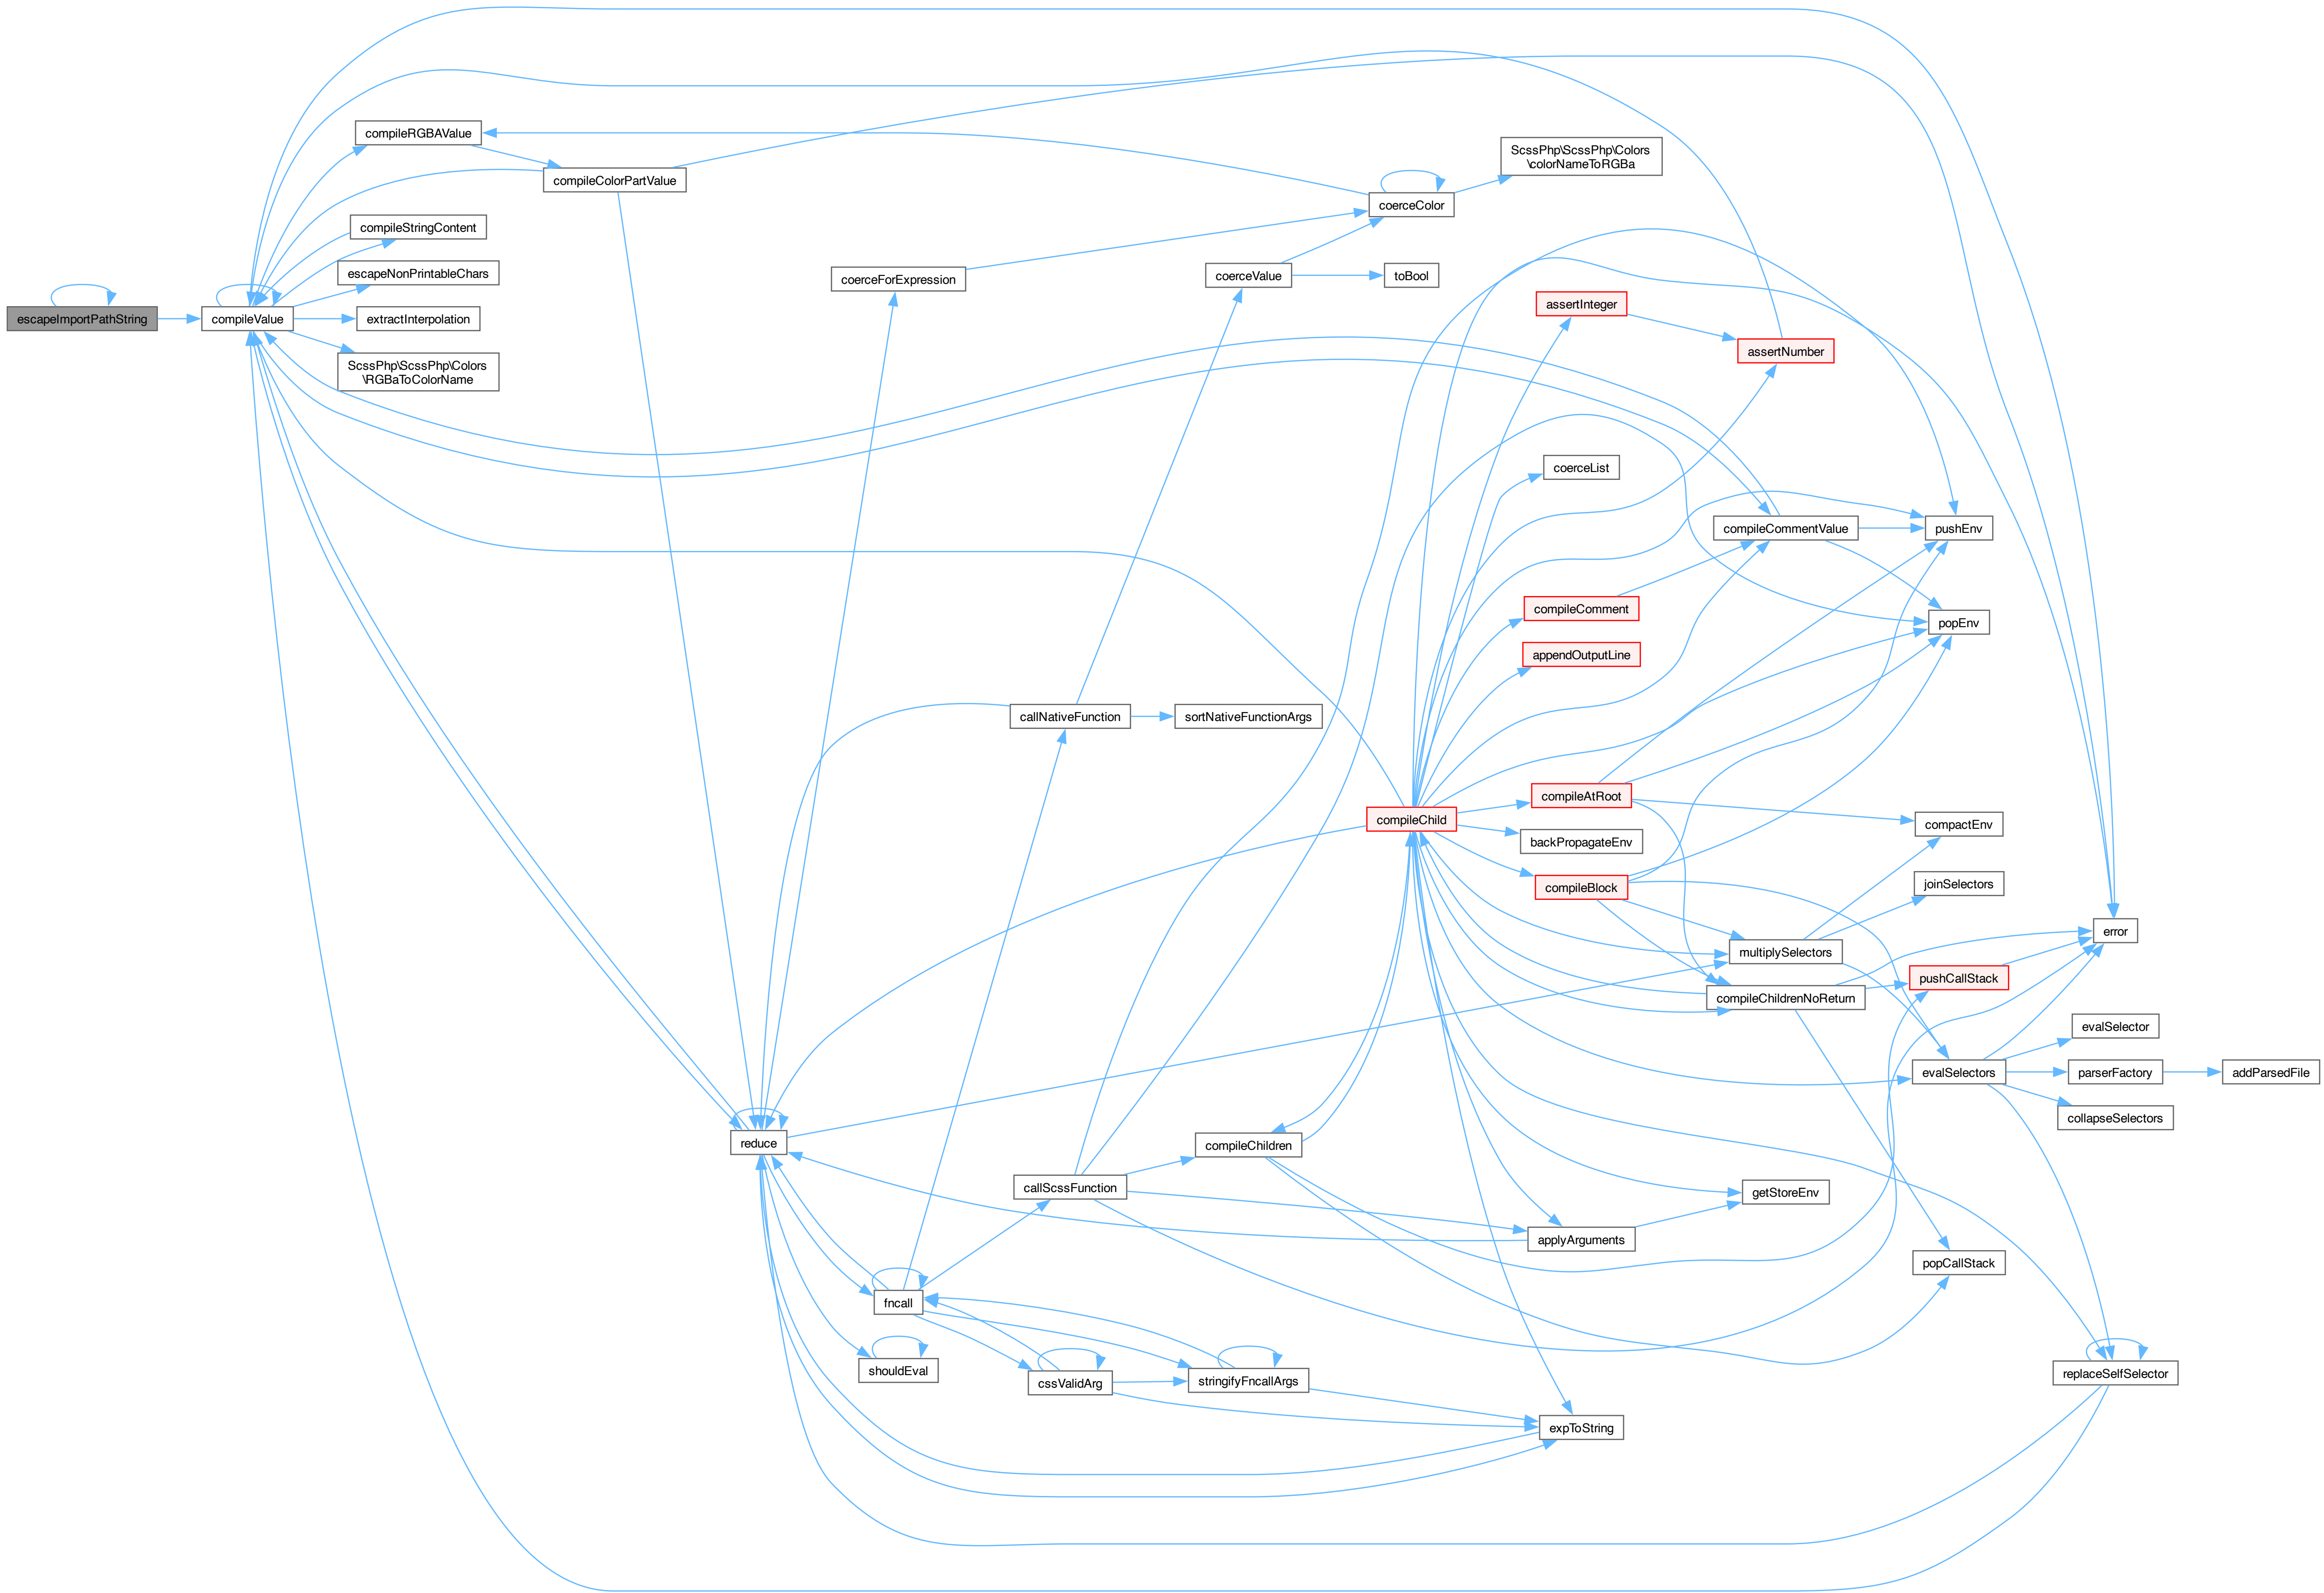 escapeImportPathString
compileValue
compileRGBAValue
compileStringContent
escapeNonPrintableChars
extractInterpolation
ScssPhp\ScssPhp\Colors
\RGBaToColorName
compileColorPartValue
reduce
coerceForExpression
fncall
shouldEval
callNativeFunction
callScssFunction
cssValidArg
coerceValue
sortNativeFunctionArgs
compileChildren
stringifyFncallArgs
coerceColor
toBool
compileChild
ScssPhp\ScssPhp\Colors
\colorNameToRGBa
assertInteger
coerceList
compileComment
appendOutputLine
compileAtRoot
backPropagateEnv
compileBlock
applyArguments
expToString
assertNumber
compileCommentValue
multiplySelectors
compileChildrenNoReturn
getStoreEnv
pushEnv
popEnv
compactEnv
joinSelectors
pushCallStack
evalSelectors
popCallStack
error
evalSelector
parserFactory
collapseSelectors
replaceSelfSelector
addParsedFile